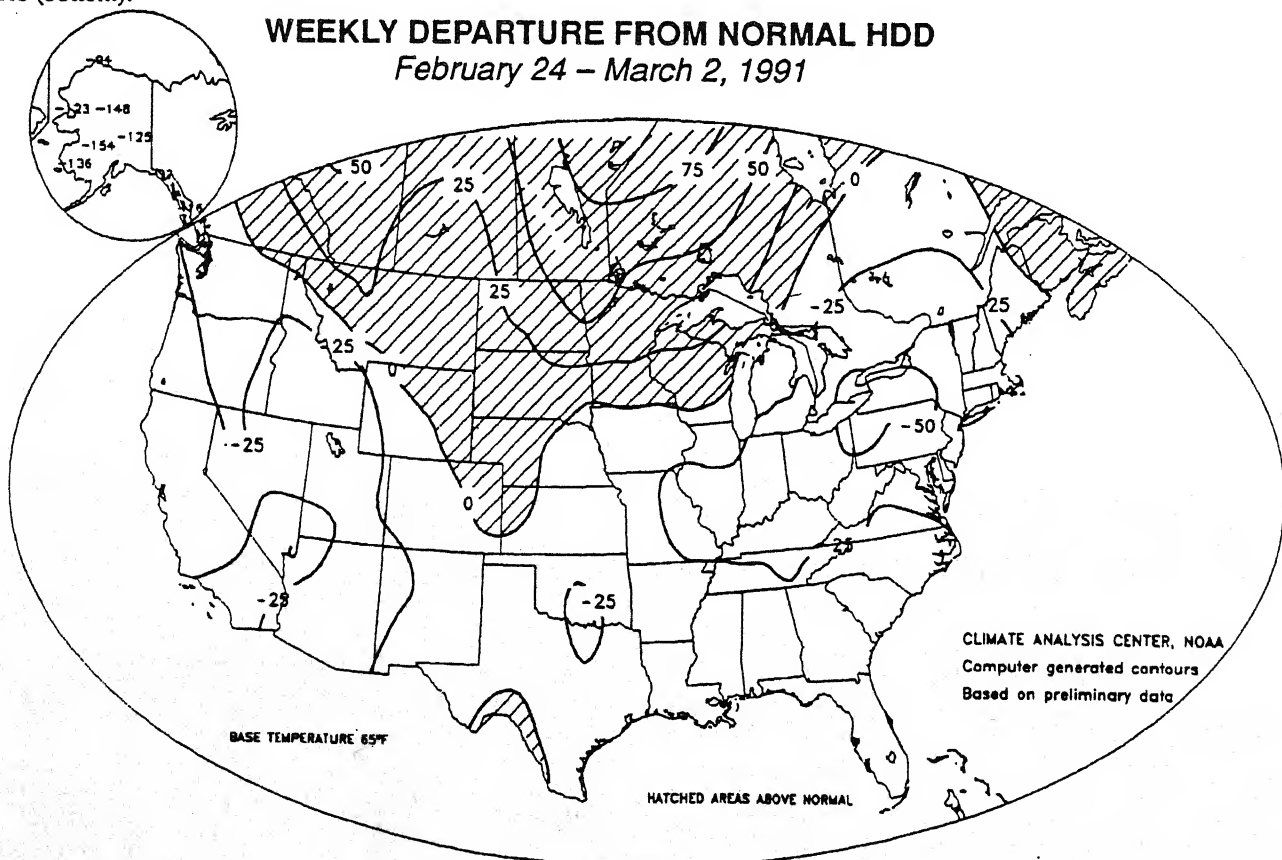 WEEKLY DEPARTURE FROM NORMAL HDD
February 24 – March 2, 1991
-94
-123 -148
-154 -125
-136
50
25
75
50
0
25
-25
-25
-25
0
-25
-50
0
-25
-25
-25
CLIMATE ANALYSIS CENTER, NOAA
Computer generated contours
Based on preliminary data
BASE TEMPERATURE 65°F
HATCHED AREAS ABOVE NORMAL